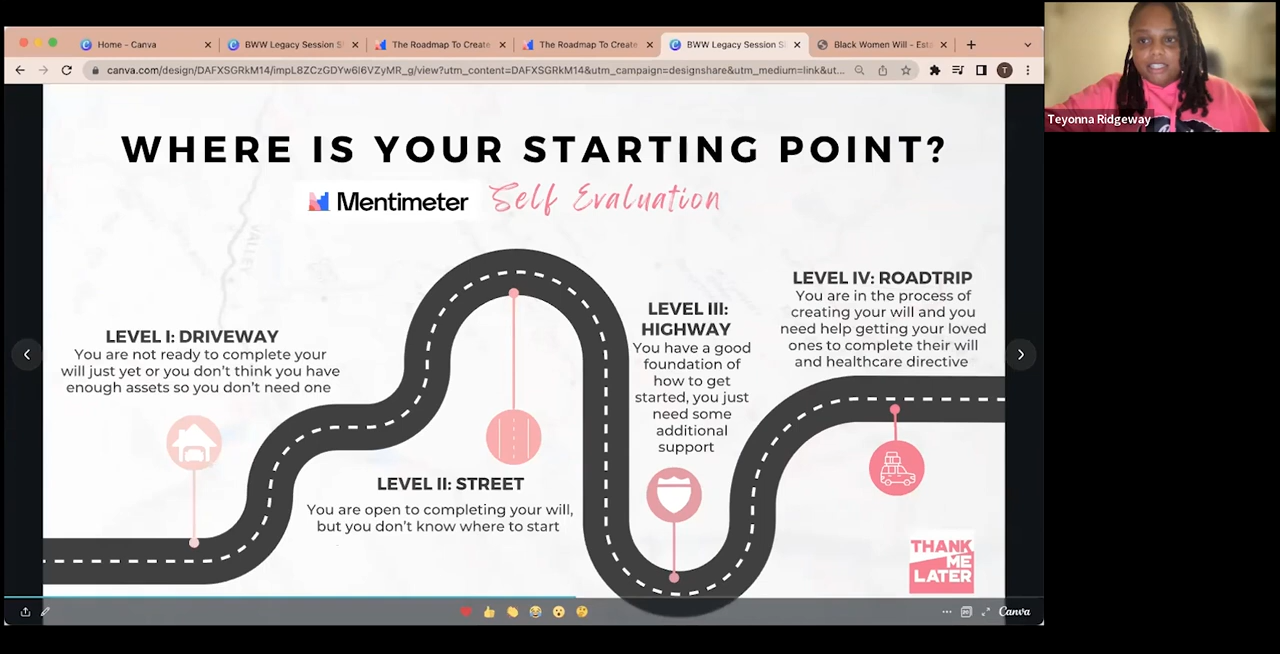 Home - Canva
BWW Legacy Session S
The Roadmap To Create
The Roadmap To Create
BWW Legacy Session S
Black Women Will - Est
canva.com/design/DAFXSGRkM14/impL8ZCzGDYw6I6VZyMR_g/view?utm_content=DAFXSGRkM14&utm_campaign=designshare&utm_medium=link&ut...
T
Teyonna Ridgeway
WHERE IS YOUR STARTING POINT?
Mentimeter Self Evaluation
VALLEY
LEVEL I: DRIVEWAY
You are not ready to complete your
will just yet or you don't think you have
enough assets so you don't need one
LEVEL II: STREET
You are open to completing your will,
but you don't know where to start
LEVEL III:
HIGHWAY
You have a good
foundation of
how to get
started, you just
need some
additional
support
LEVEL IV: ROADTRIP
You are in the process of
creating your will and you
need help getting your loved
ones to complete their will
and healthcare directive
THANK
ME
LATER
Canva